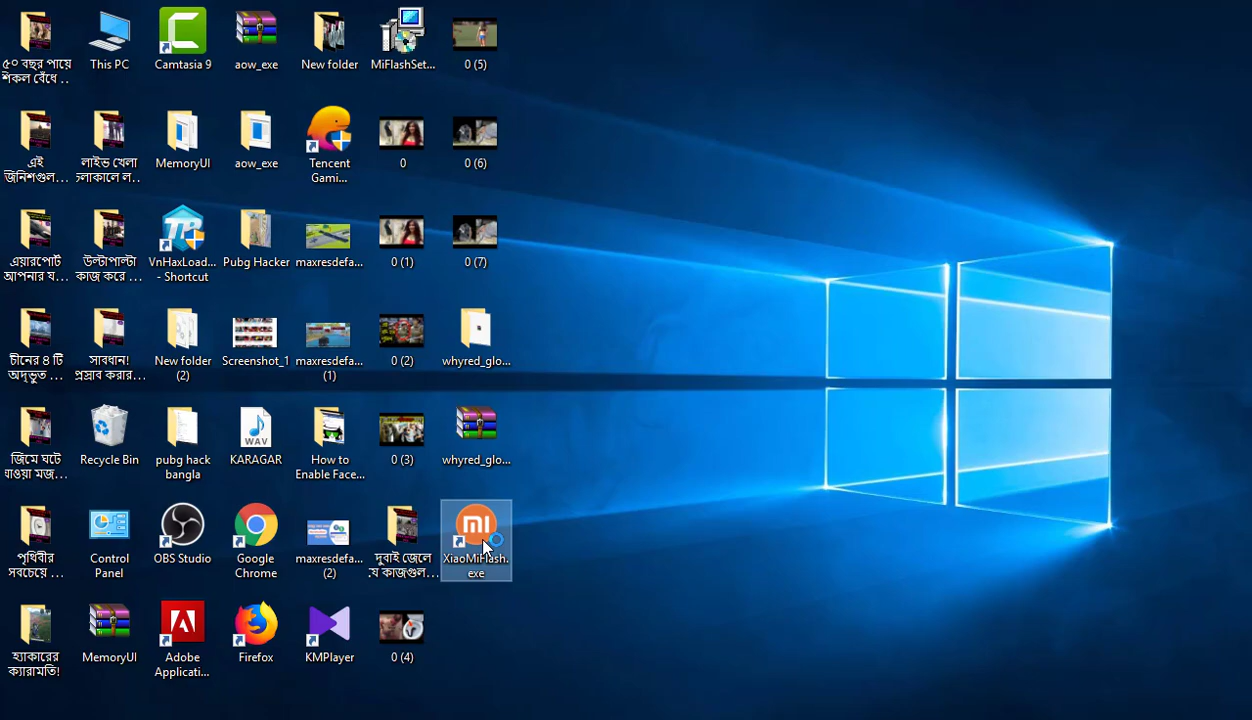 ৫০ বছর পায়ে
শিকল বেঁধে ...
This PC
Camtasia 9
aow_exe
New folder
MiFlashSet...
0 (5)
এই
জিনিশগুল...
লাইভ খেলা
চলাকালে ল...
MemoryUI
aow_exe
Tencent
Gami...
0
0 (6)
এয়ারপোর্ট
আপনার য...
উল্টাপাল্টা
কাজ করে ...
VnHaxLoad...
- Shortcut
Pubg Hacker
maxresdefa...
0 (1)
0 (7)
চীনের 4 টি
অদ্ভুত ...
সাবধান!
প্রস্রাব করার...
New folder
(2)
Screenshot_1
maxresdefa...
(1)
0 (2)
whyred_glo...
জিমে ঘটে
যাওয়া মজ...
Recycle Bin
pubg hack
bangla
WAV
KARAGAR
How to
Enable Face...
0 (3)
whyred_glo...
পৃথিবীর
সবচেয়ে ...
Control
Panel
OBS Studio
Google
Chrome
maxresdefa...
(2)
দুবাই জেলে
যে কাজগুল...
XiaoMiFlash.
exe
হ্যাকারের
ক্যারামতি!
MemoryUI
Adobe
Applicati...
Firefox
KMPlayer
0 (4)